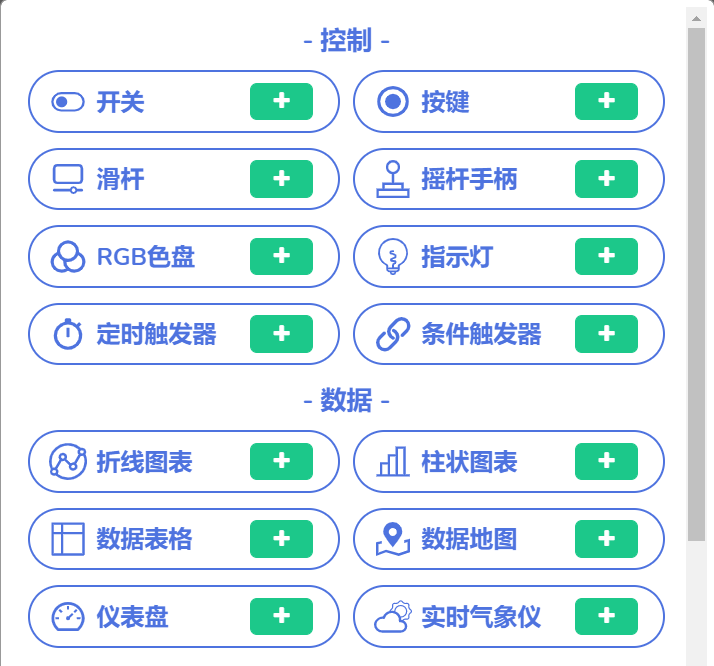 - 控制 -
开关 按键
滑杆 摇杆手柄
RGB色盘 指示灯
定时触发器 条件触发器
- 数据 -
折线图表 柱状图表
数据表格 数据地图
仪表盘 实时气象仪